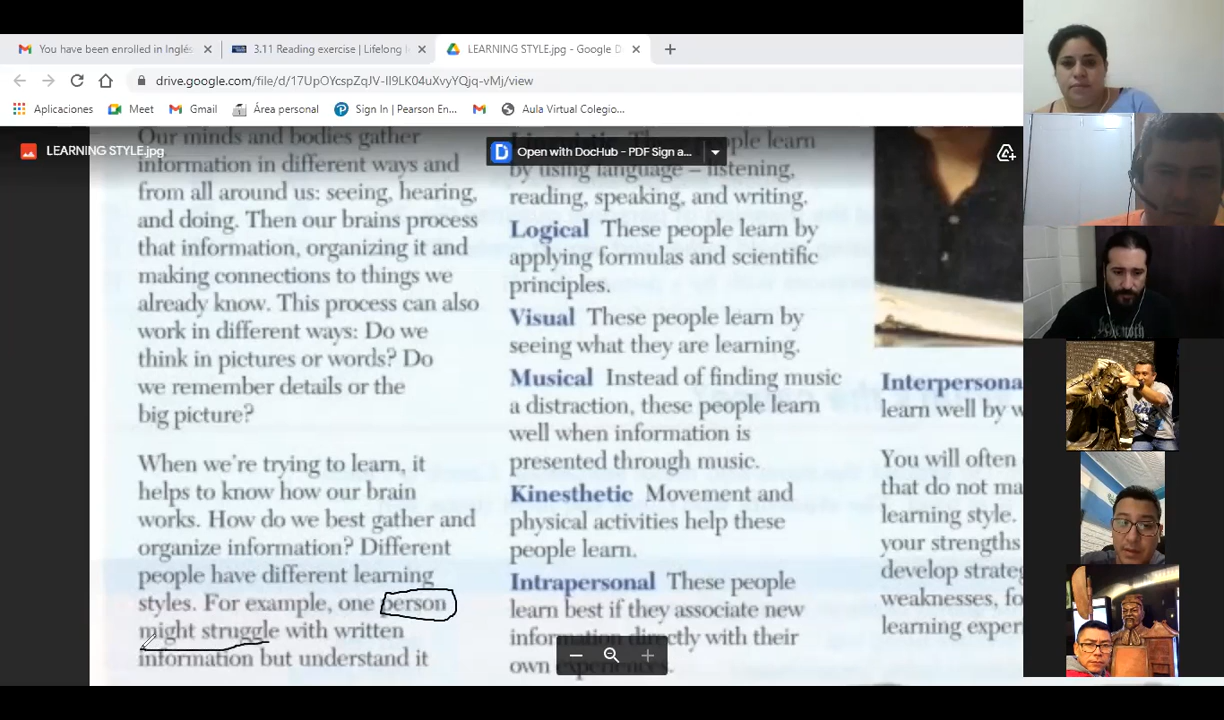 You have been enrolled in Inglés
3.11 Reading exercise | Lifelong l
LEARNING STYLE.jpg - Google D
drive.google.com/file/d/17UpOYcspZqJV-Il9LK04uXvyYQjq-vMj/view
Aplicaciones
Meet
Gmail
Área personal
Sign In | Pearson En...
Aula Virtual Colegio...
LEARNING STYLE.jpg
Open with DocHub - PDF Sign a...
Our minds and bodies gather
information in different ways and
from all around us: seeing, hearing,
and doing. Then our brains process
that information, organizing it and
making connections to things we
already know. This process can also
work in different ways: Do we
think in pictures or words? Do
we remember details or the
big picture?
When we're trying to learn, it
helps to know how our brain
works. How do we best gather and
organize information? Different
people have different learning
styles. For example, one person
might struggle with written
information but understand it
ple learn
by using language – listening,
reading, speaking, and writing.
Logical These people learn by
applying formulas and scientific
principles.
Visual These people learn by
seeing what they are learning.
Musical Instead of finding music
a distraction, these people learn
well when information is
presented through music.
Kinesthetic Movement and
physical activities help these
people learn.
Intrapersonal These people
learn best if they associate new
information directly with their
own experiences.
Interpersona
learn well by w
You will often
that do not ma
learning style.
your strengths
develop strateg
weaknesses, fo
learning exper